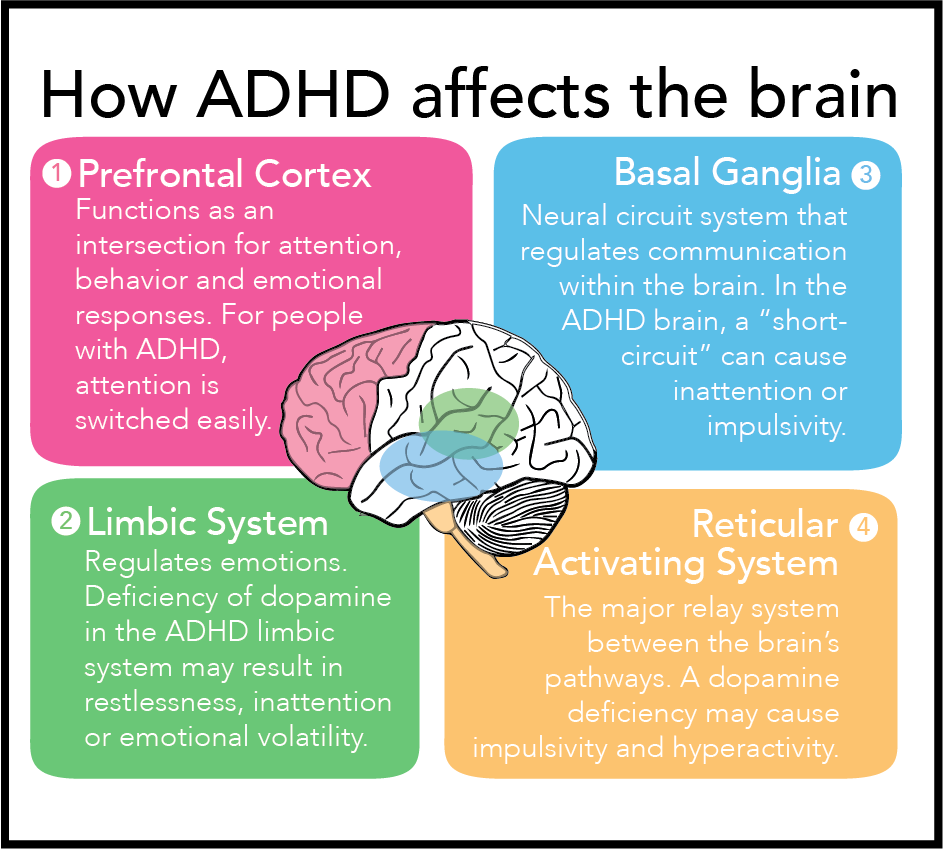 How ADHD affects the brain
1 Prefrontal Cortex
Functions as an
intersection for attention,
behavior and emotional
responses. For people
with ADHD,
attention is
switched easily.
2 Limbic System
Regulates emotions.
Deficiency of dopamine
in the ADHD limbic
system may result in
restlessness, inattention
or emotional volatility.
Basal Ganglia 3
Neural circuit system that
regulates communication
within the brain. In the
ADHD brain, a “short-
circuit” can cause
inattention or
impulsivity.
Reticular 4
Activating System
The major relay system
between the brain’s
pathways. A dopamine
deficiency may cause
impulsivity and hyperactivity.